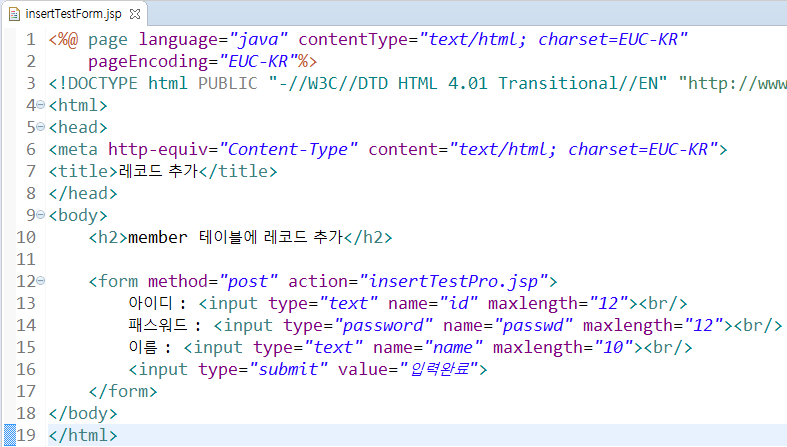 insertTestForm.jsp
1 <%@ page language="java" contentType="text/html; charset=EUC-KR"
2 pageEncoding="EUC-KR"%>
3 <!DOCTYPE html PUBLIC "-//W3C//DTD HTML 4.01 Transitional//EN" "http://www
4 <html>
5 <head>
6 <meta http-equiv="Content-Type" content="text/html; charset=EUC-KR">
7 <title>레코드 추가</title>
8 </head>
9 <body>
10 <h2>member 테이블에 레코드 추가</h2>
11
12 <form method="post" action="insertTestPro.jsp">
13 아이디 : <input type="text" name="id" maxlength="12"><br/>
14 패스워드 : <input type="password" name="passwd" maxlength="12"><br/>
15 이름 : <input type="text" name="name" maxlength="10"><br/>
16 <input type="submit" value="입력완료">
17 </form>
18 </body>
19 </html>